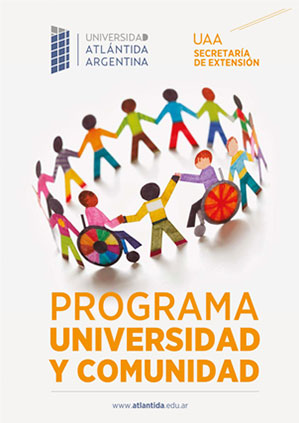 UNIVERSIDAD
ATLÁNTIDA
ARGENTINA
UAA
SECRETARÍA
DE EXTENSIÓN
PROGRAMA
UNIVERSIDAD
Y COMUNIDAD
www.atlantida.edu.ar